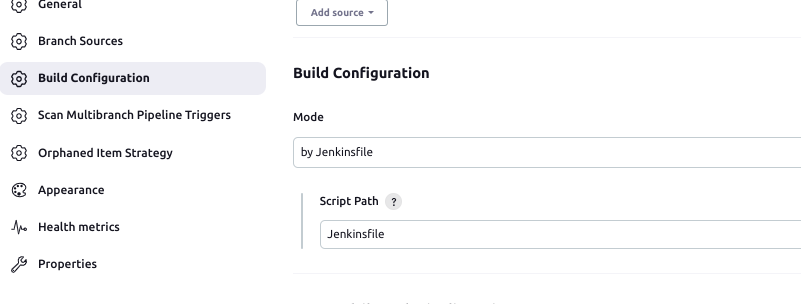 General
Add source
Branch Sources
Build Configuration
Build Configuration
Scan Multibranch Pipeline Triggers
Mode
by Jenkinsfile
Orphaned Item Strategy
Appearance
Script Path ?
Health metrics
Jenkinsfile
Properties